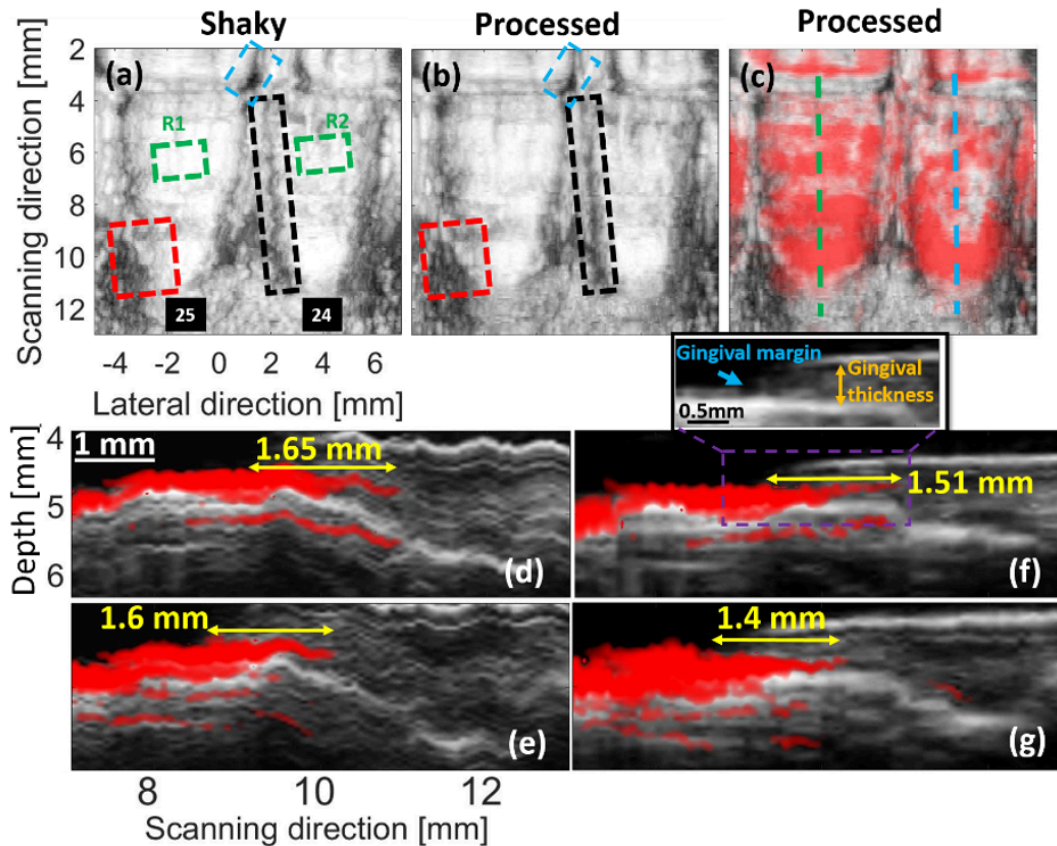 Shaky
Processed
Processed
Scanning direction [mm]
2
4
6
8
10
12
(a)
R1
R2
25
24
(b)
(c)
-4
-2
0
2
4
6
Lateral direction [mm]
Gingival margin
Gingival
thickness
0.5mm
Depth [mm]
4
5
6
1 mm
1.65 mm
(d)
1.51 mm
(f)
1.6 mm
(e)
1.4 mm
(g)
8
10
12
Scanning direction [mm]